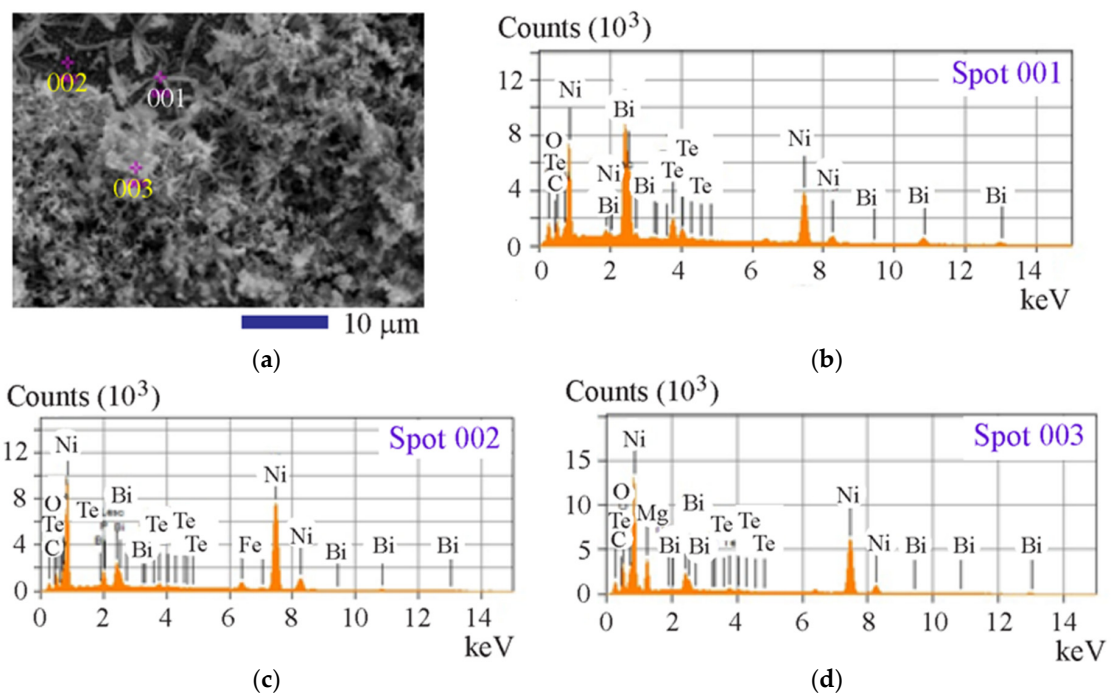 002
001
003
10 μm
(a)
Counts (10³)
Spot 001
12
8
4
0
Ni
Bi
O
Te
C
Ni
Bi
Bi
Te
Te
Te
Ni
Ni
Bi
Bi
Bi
0 2 4 6 8 10 12 14
keV
(b)
Counts (10³)
Spot 002
12
8
4
0
Ni
O
Te
C
Te
Bi
Bi
Te
Te
Te
Fe
Ni
Ni
Bi
Bi
Bi
0 2 4 6 8 10 12 14
keV
(c)
Counts (10³)
Spot 003
15
10
5
0
Ni
O
Te
C
Mg
Bi
Bi
Bi
Te
Te
Te
Ni
Ni
Bi
Bi
Bi
0 2 4 6 8 10 12 14
keV
(d)